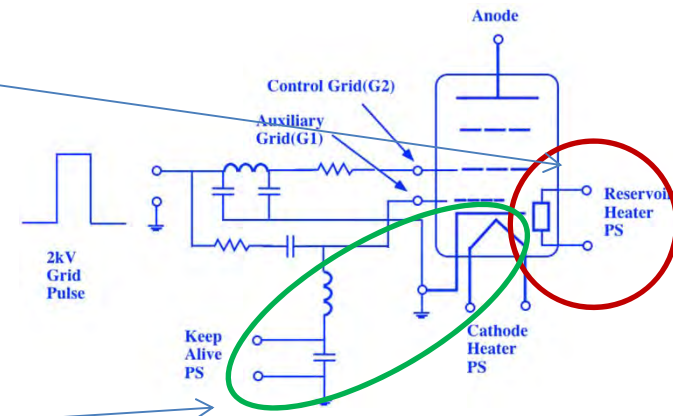 Anode
Control Grid(G2)
Auxiliary
Grid(G1)
2kV
Grid
Pulse
Reservoi
Heater
PS
Keep
Alive
PS
Cathode
Heater
PS